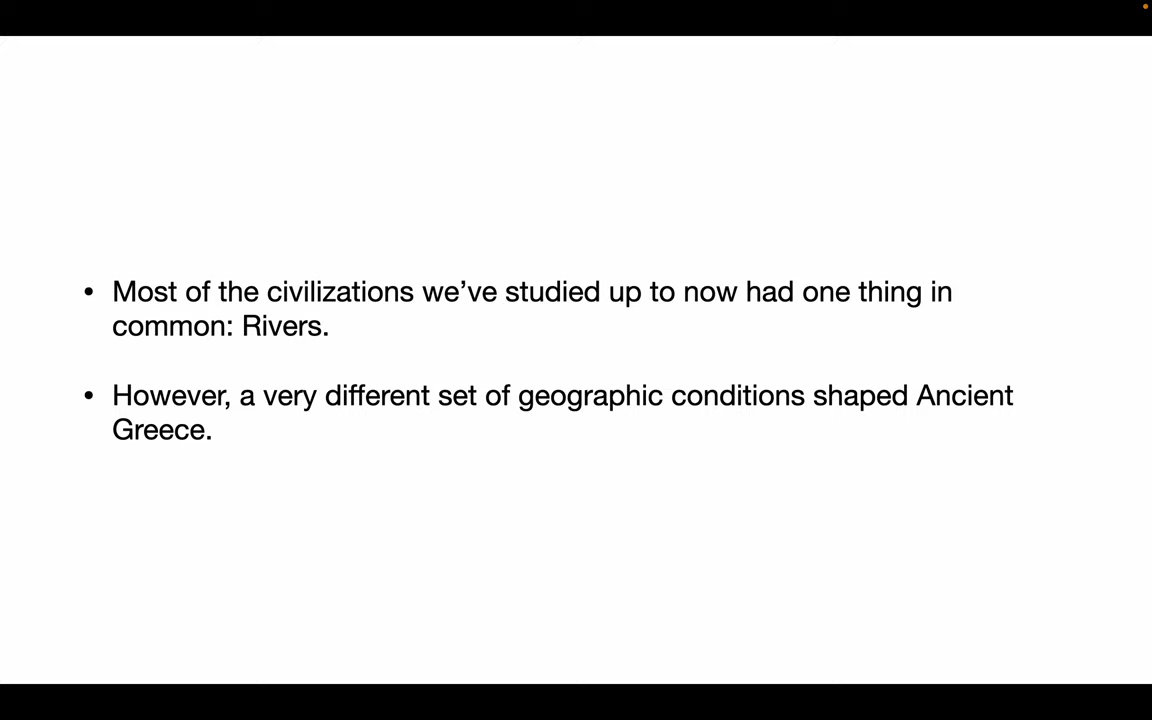 • Most of the civilizations we’ve studied up to now had one thing in
common: Rivers.
• However, a very different set of geographic conditions shaped Ancient
Greece.